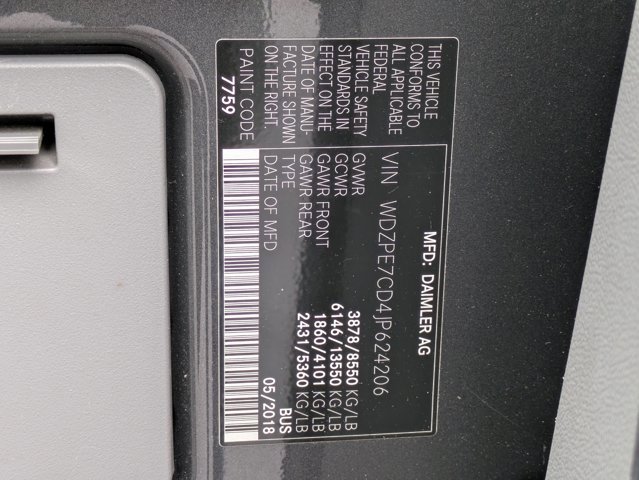 MFD: DAIMLER AG
VIN \ WDZPE7CD4JP624206
THIS VEHICLE
CONFORMS TO
ALL APPLICABLE
FEDERAL
VEHICLE SAFETY
STANDARDS IN
EFFECT ON THE
DATE OF MANU-
FACTURE SHOWN
ON THE RIGHT.
PAINT CODE
7759
GVWR 3878/8550 KG/LB
GCWR 6146/13550 KG/LB
GAWR FRONT 1860/4101 KG/LB
GAWR REAR 2431/5360 KG/LB
TYPE BUS
DATE OF MFD 05/2018